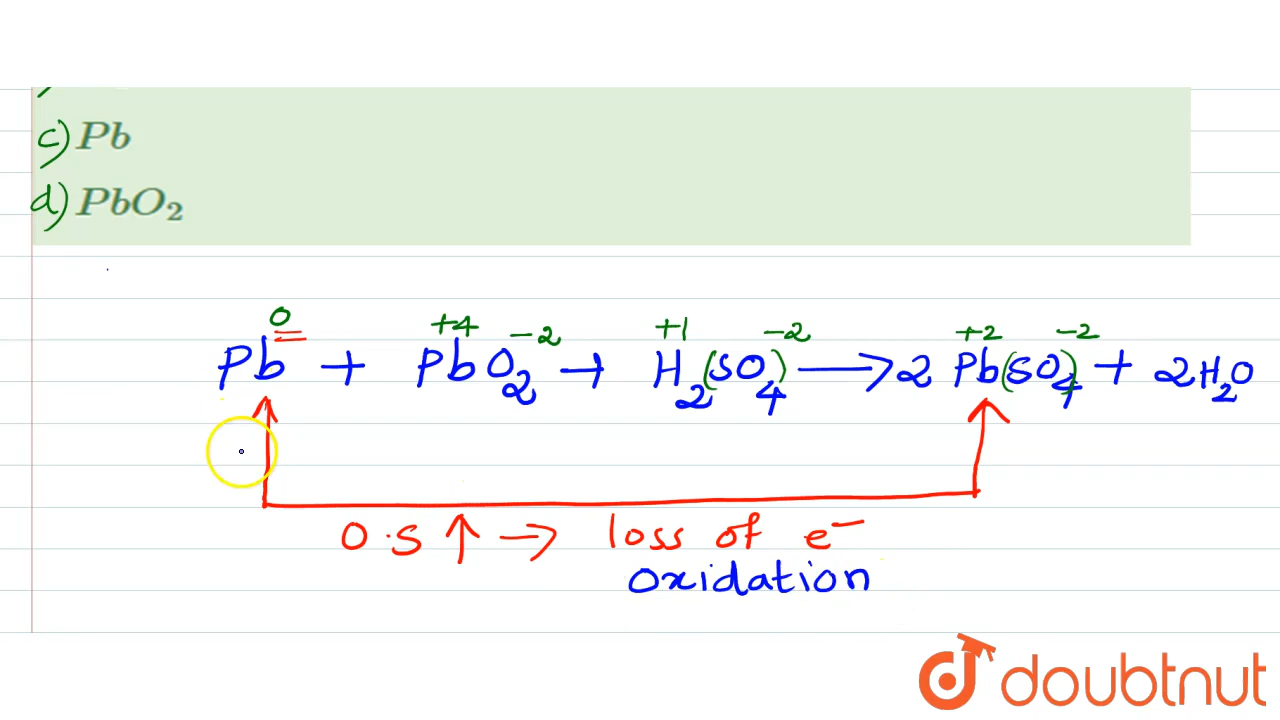 c) Pb
d) PbO₂
0 +4 −2 +1 −2 +2 −2
Pb + PbO₂ + H₂(SO₄) → 2 Pb(SO₄) + 2H₂O
O.S ↑ → loss of e⁻
oxidation
doubtnut